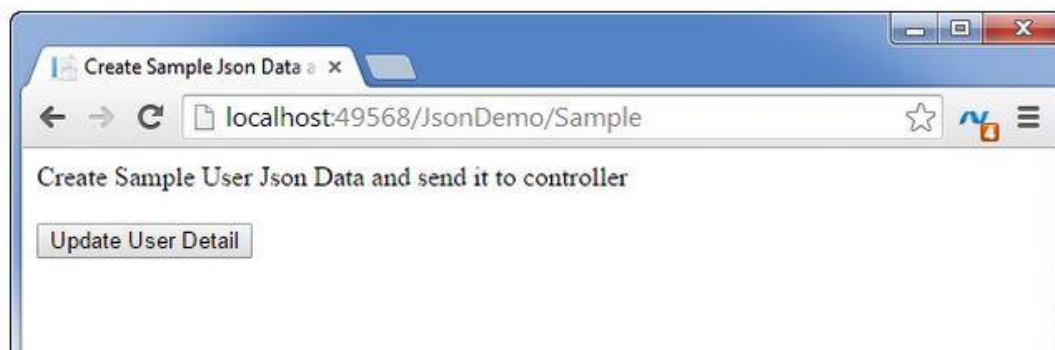 Create Sample Json Data a
localhost:49568/JsonDemo/Sample
4
Create Sample User Json Data and send it to controller
Update User Detail